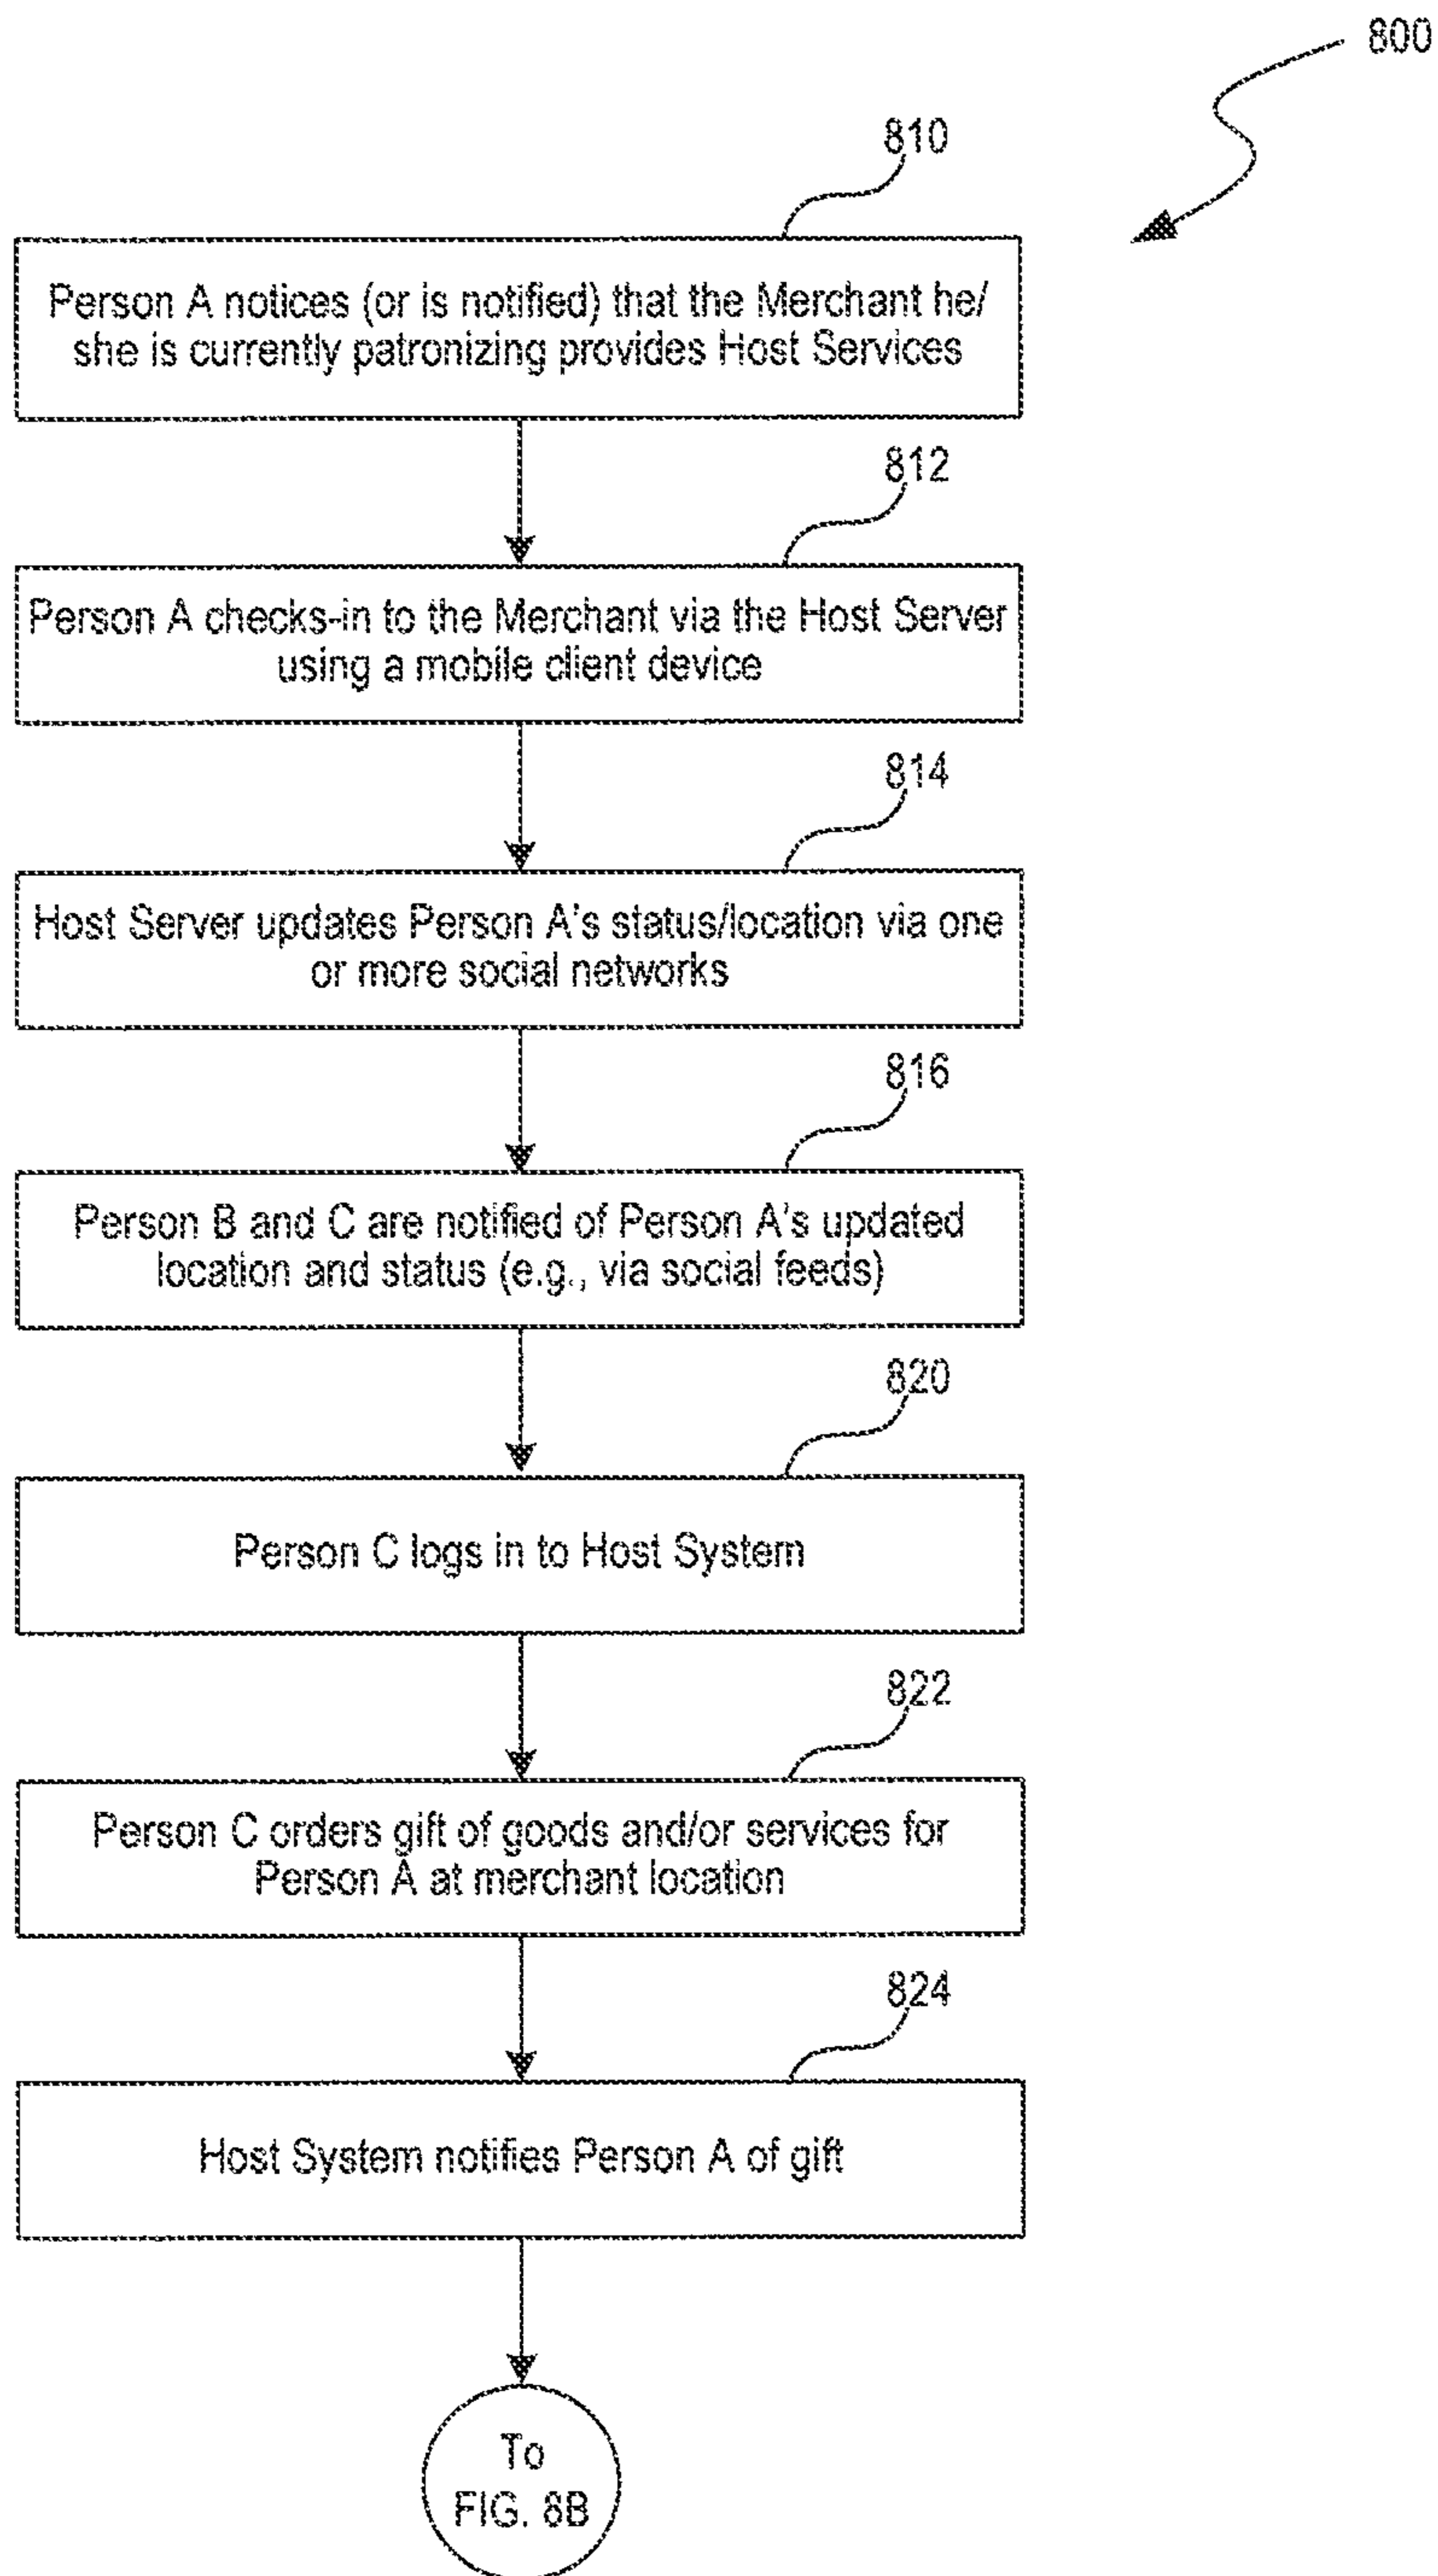 800
810
Person A notices (or is notified) that the Merchant he/
she is currently patronizing provides Host Services
812
Person A checks-in to the Merchant via the Host Server
using a mobile client device
814
Host Server updates Person A's status/location via one
or more social networks
816
Person B and C are notified of Person A's updated
location and status (e.g., via social feeds)
820
Person C logs in to Host System
822
Person C orders gift of goods and/or services for
Person A at merchant location
824
Host System notifies Person A of gift
To
FIG. 8B